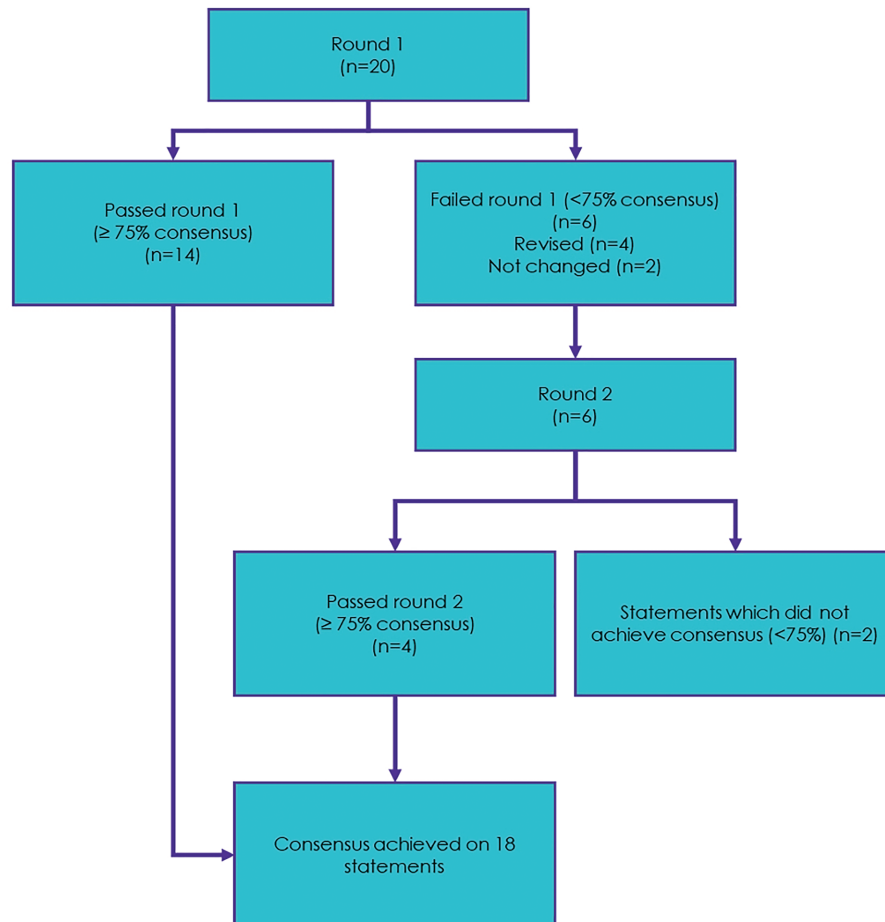 Round 1
(n=20)
Passed round 1
(≥ 75% consensus)
(n=14)
Failed round 1 (<75% consensus)
(n=6)
Revised (n=4)
Not changed (n=2)
Round 2
(n=6)
Passed round 2
(≥ 75% consensus)
(n=4)
Statements which did not
achieve consensus (<75%) (n=2)
Consensus achieved on 18
statements